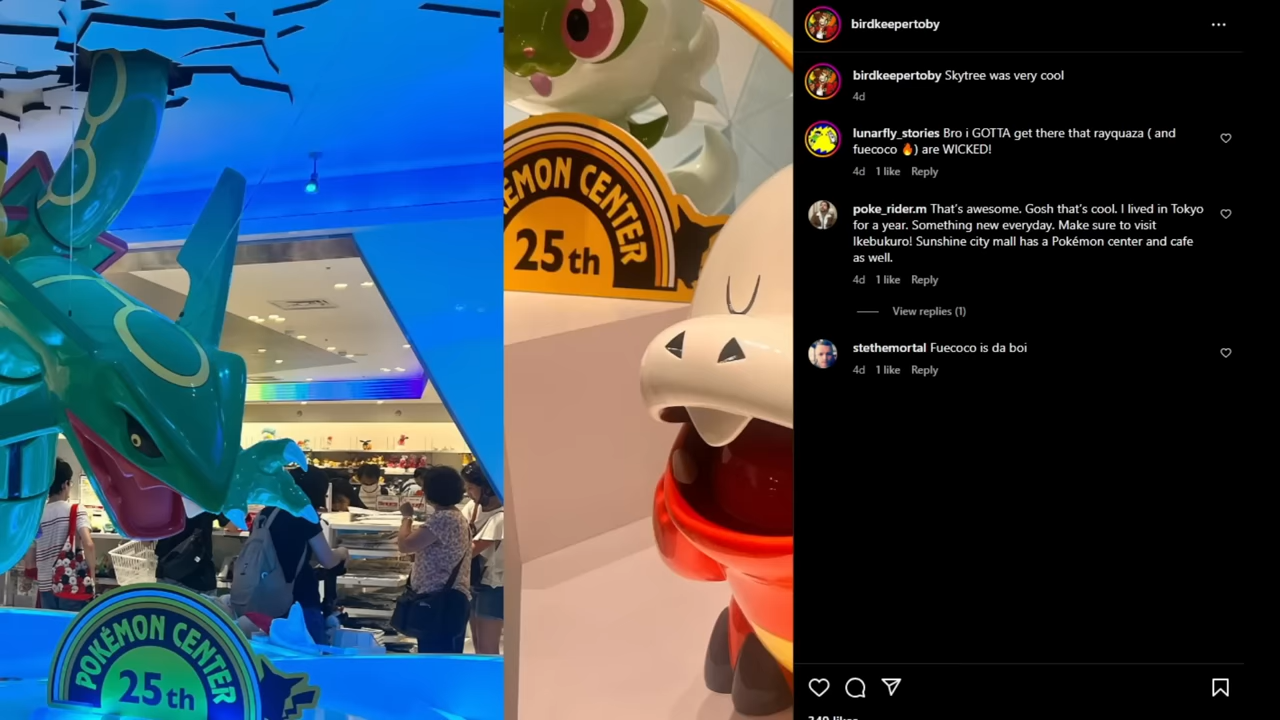 POKÉMON CENTER
25th
POKÉMON CENTER
25th
birdkeepertoby
birdkeepertoby Skytree was very cool
4d
lunarfly_stories Bro i GOTTA get there that rayquaza ( and
fuecoco 🔥) are WICKED!
4d 1 like Reply
poke_rider.m That's awesome. Gosh that's cool. I lived in Tokyo
for a year. Something new everyday. Make sure to visit
Ikebukuro! Sunshine city mall has a Pokémon center and cafe
as well.
4d 1 like Reply
View replies (1)
stethemortal Fuecoco is da boi
4d 1 like Reply